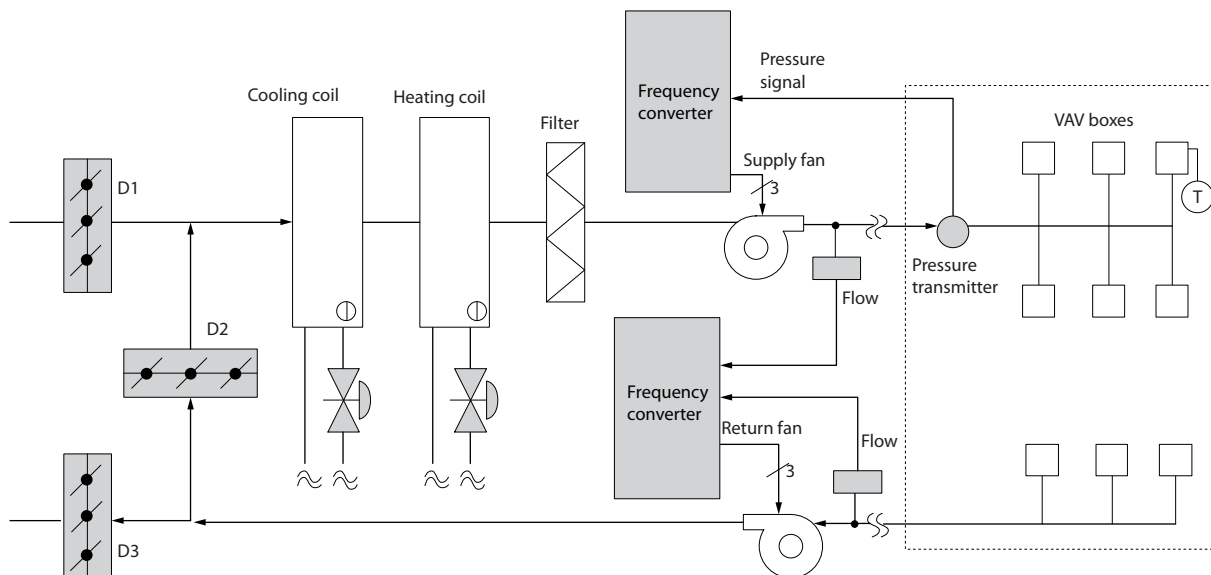 Cooling coil
Heating coil
Filter
Frequency
converter
Pressure
signal
VAV boxes
Supply fan
3
D1
T
Pressure
transmitter
Flow
D2
Frequency
converter
Return fan
3
Flow
D3